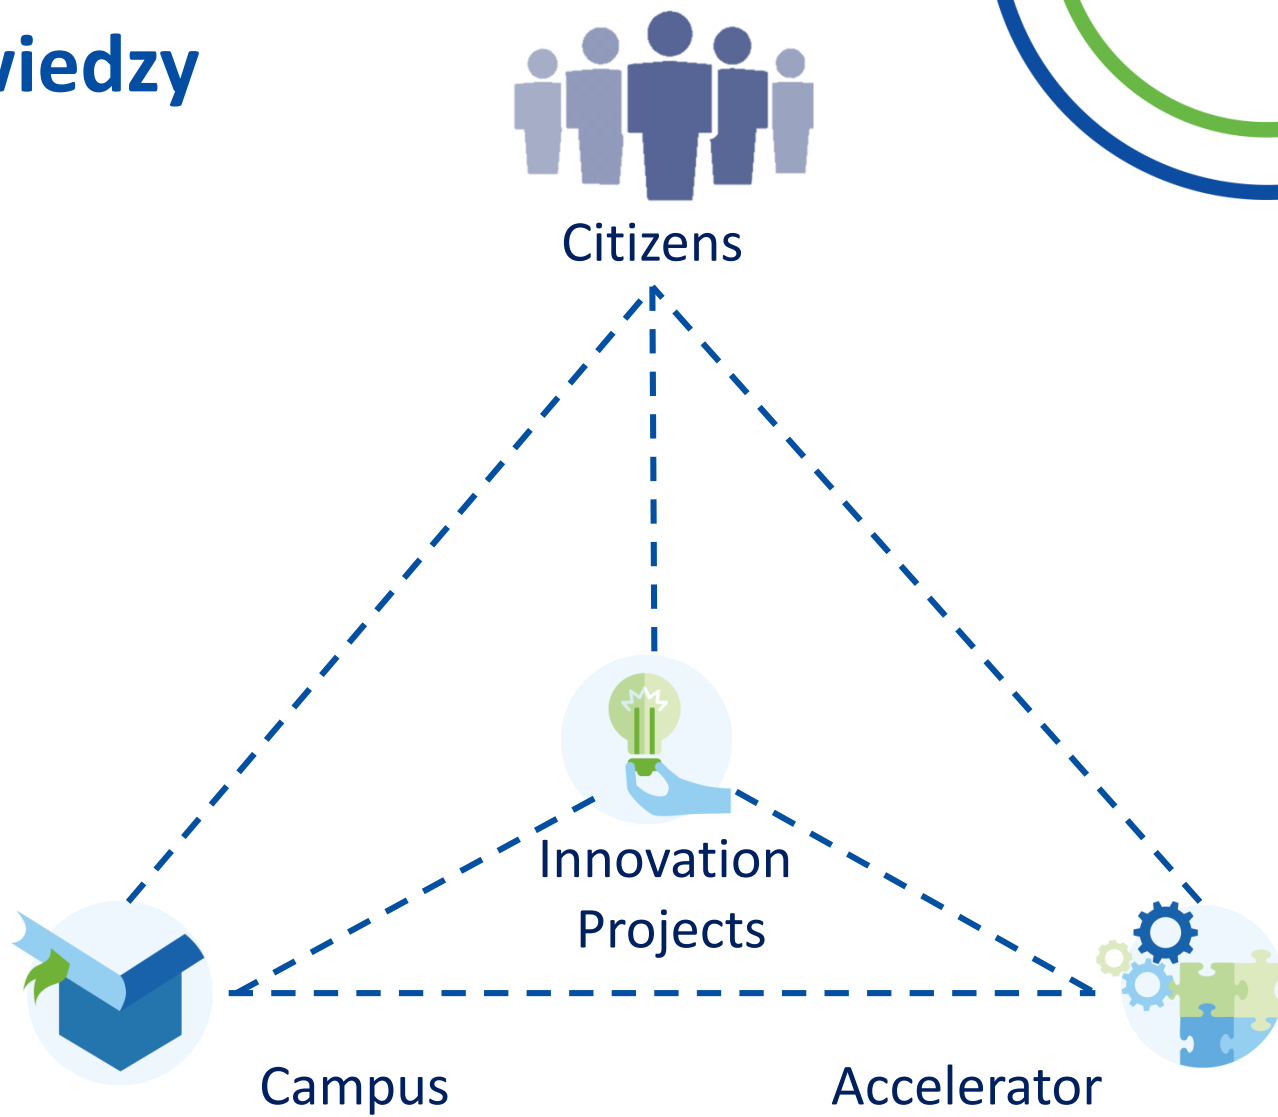 wiedzy
Citizens
Innovation
Projects
Campus
Accelerator